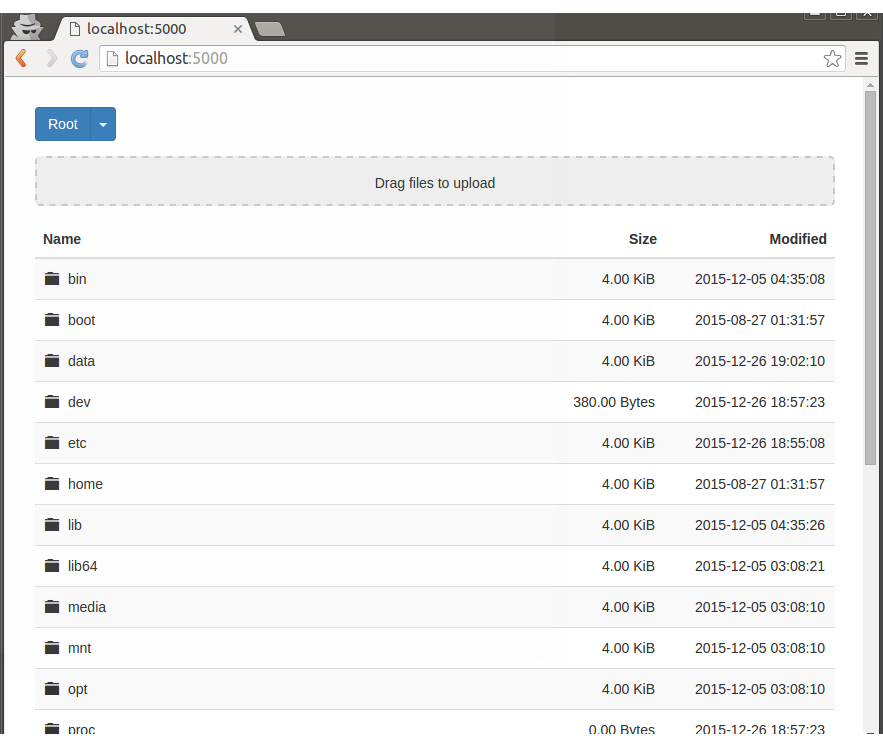 localhost:5000
localhost:5000
Root
Drag files to upload
Name Size Modified
bin 4.00 KiB 2015-12-05 04:35:08
boot 4.00 KiB 2015-08-27 01:31:57
data 4.00 KiB 2015-12-26 19:02:10
dev 380.00 Bytes 2015-12-26 18:57:23
etc 4.00 KiB 2015-12-26 18:55:08
home 4.00 KiB 2015-08-27 01:31:57
lib 4.00 KiB 2015-12-05 04:35:26
lib64 4.00 KiB 2015-12-05 03:08:21
media 4.00 KiB 2015-12-05 03:08:10
mnt 4.00 KiB 2015-12-05 03:08:10
opt 4.00 KiB 2015-12-05 03:08:10
proc 0.00 Bytes 2015-12-26 18:57:23